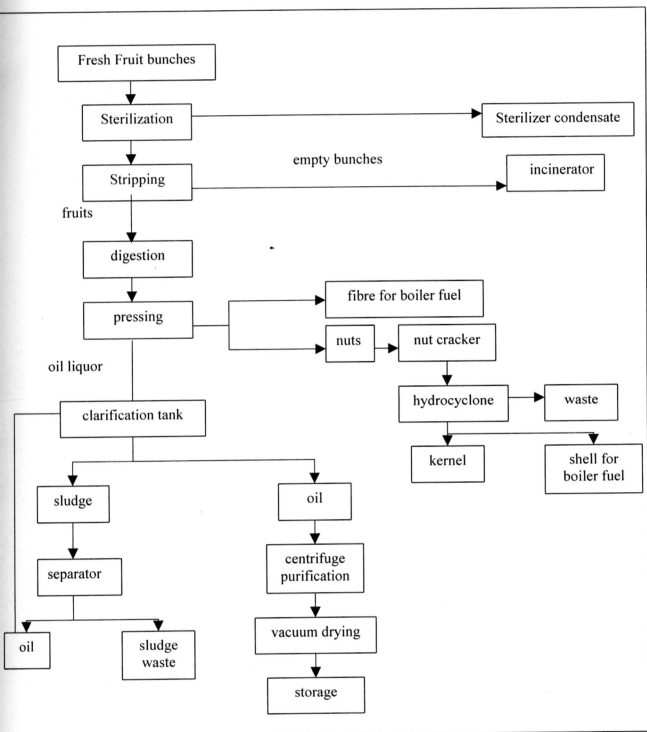 Fresh Fruit bunches
Sterilization
Sterilizer condensate
empty bunches
Stripping
incinerator
fruits
digestion
pressing
fibre for boiler fuel
nuts
nut cracker
oil liquor
clarification tank
hydrocyclone
waste
kernel
shell for
boiler fuel
sludge
oil
separator
centrifuge
purification
oil
sludge
waste
vacuum drying
storage